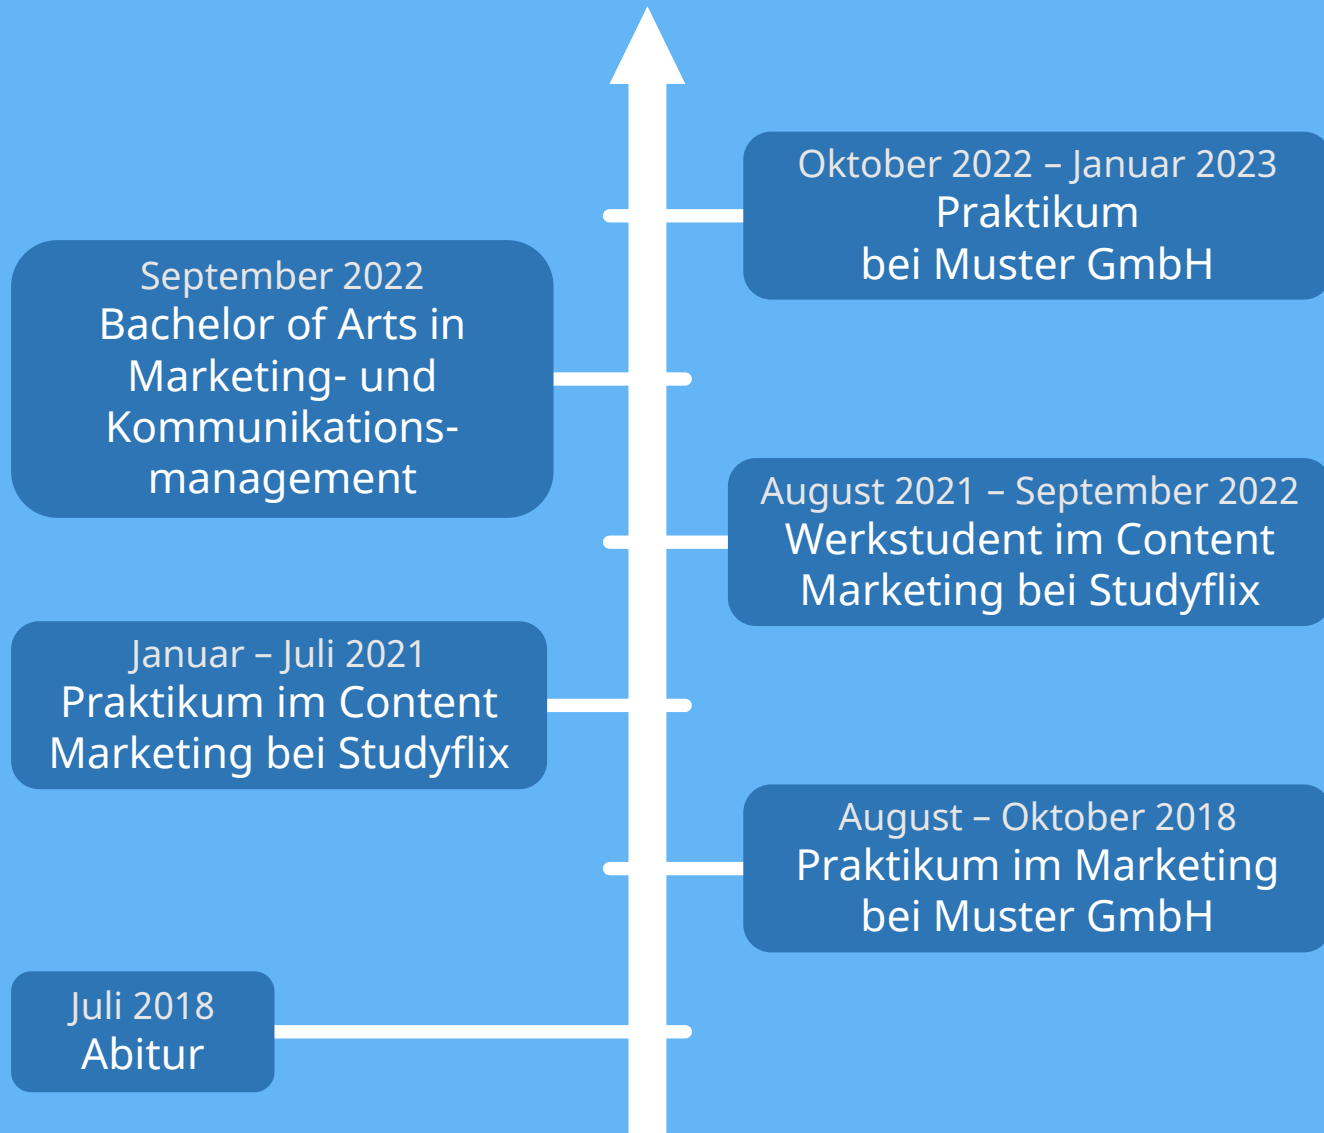 Oktober 2022 – Januar 2023
Praktikum
bei Muster GmbH
September 2022
Bachelor of Arts in
Marketing- und
Kommunikations-
management
August 2021 – September 2022
Werkstudent im Content
Marketing bei Studyflix
Januar – Juli 2021
Praktikum im Content
Marketing bei Studyflix
August – Oktober 2018
Praktikum im Marketing
bei Muster GmbH
Juli 2018
Abitur